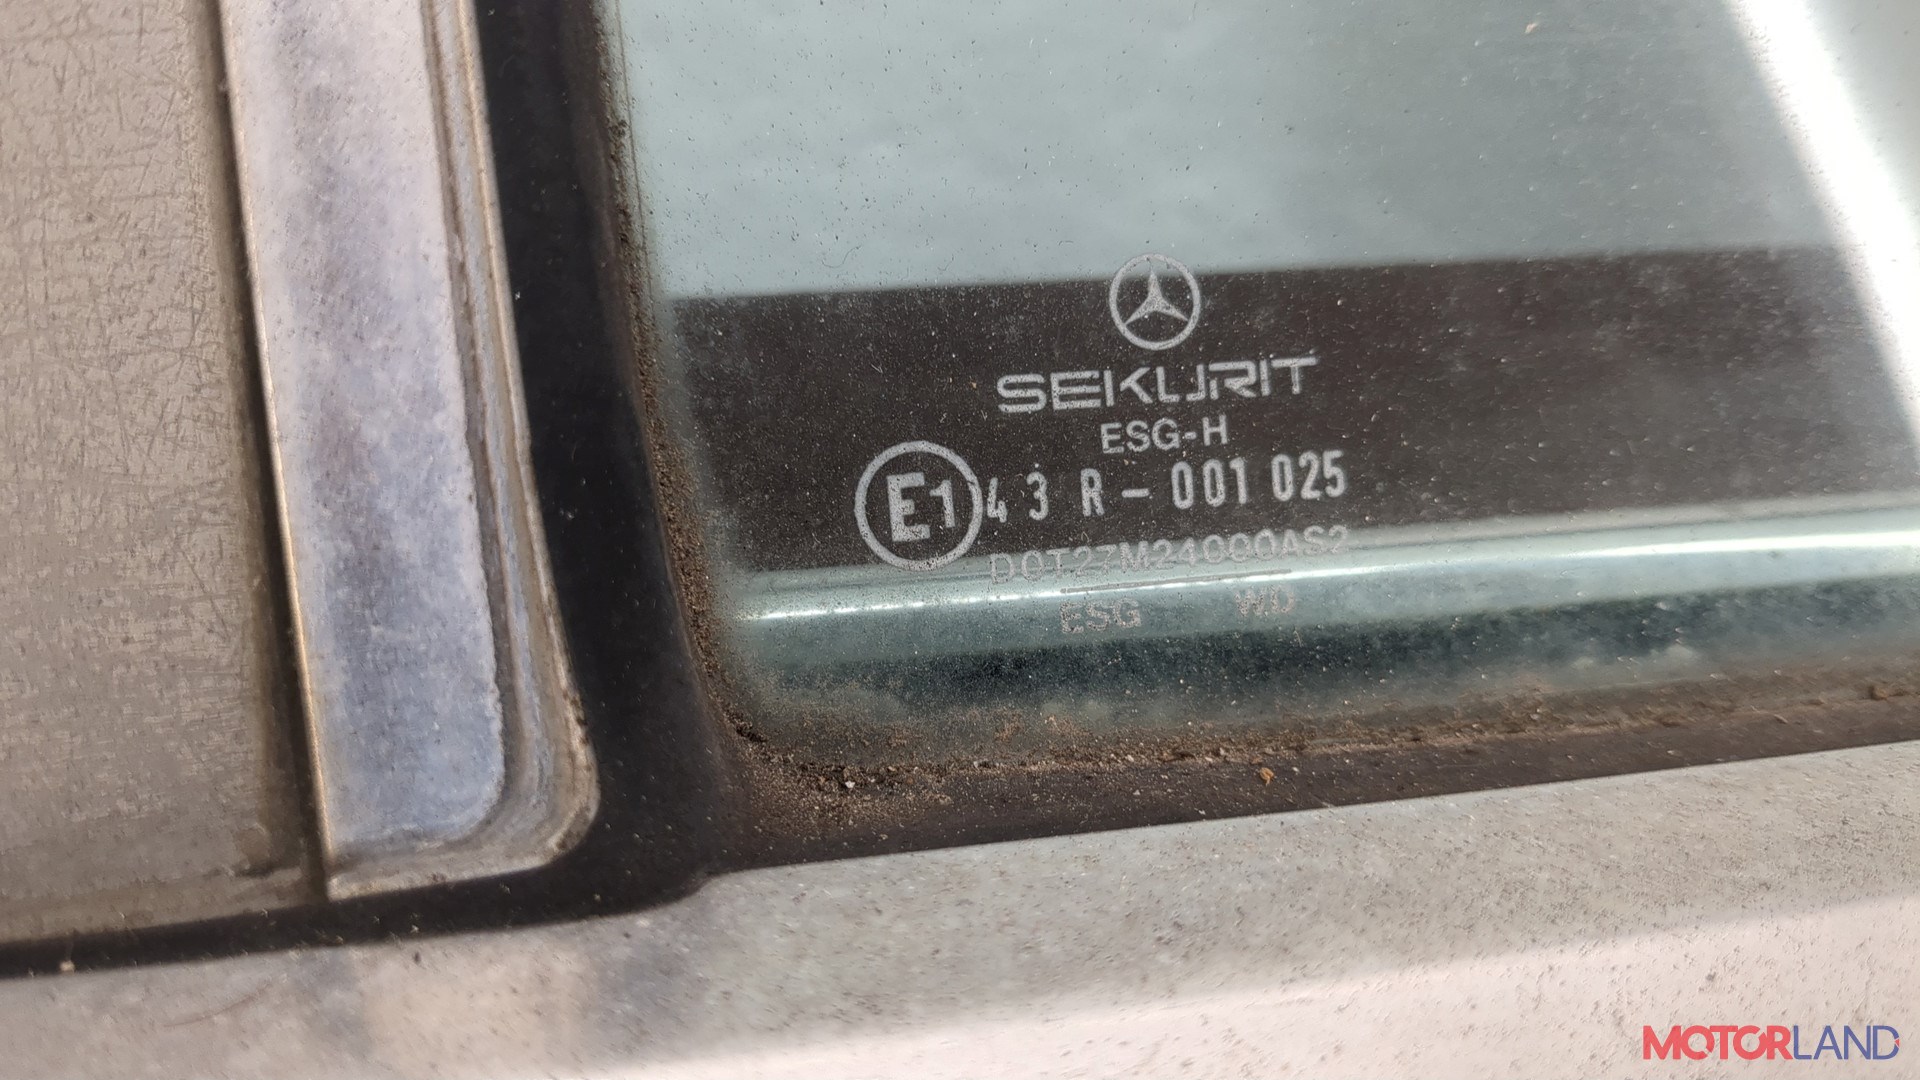 SEKURIT
ESG-H
E1 43 R-001 025
DOT27M24000AS2
ESG WD
MOTORLAND